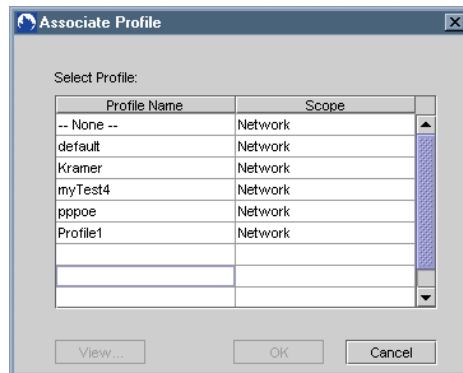 Associate Profile
Select Profile:
Profile Name Scope
-- None -- Network
default Network
Kramer Network
myTest4 Network
pppoe Network
Profile1 Network
View... OK Cancel